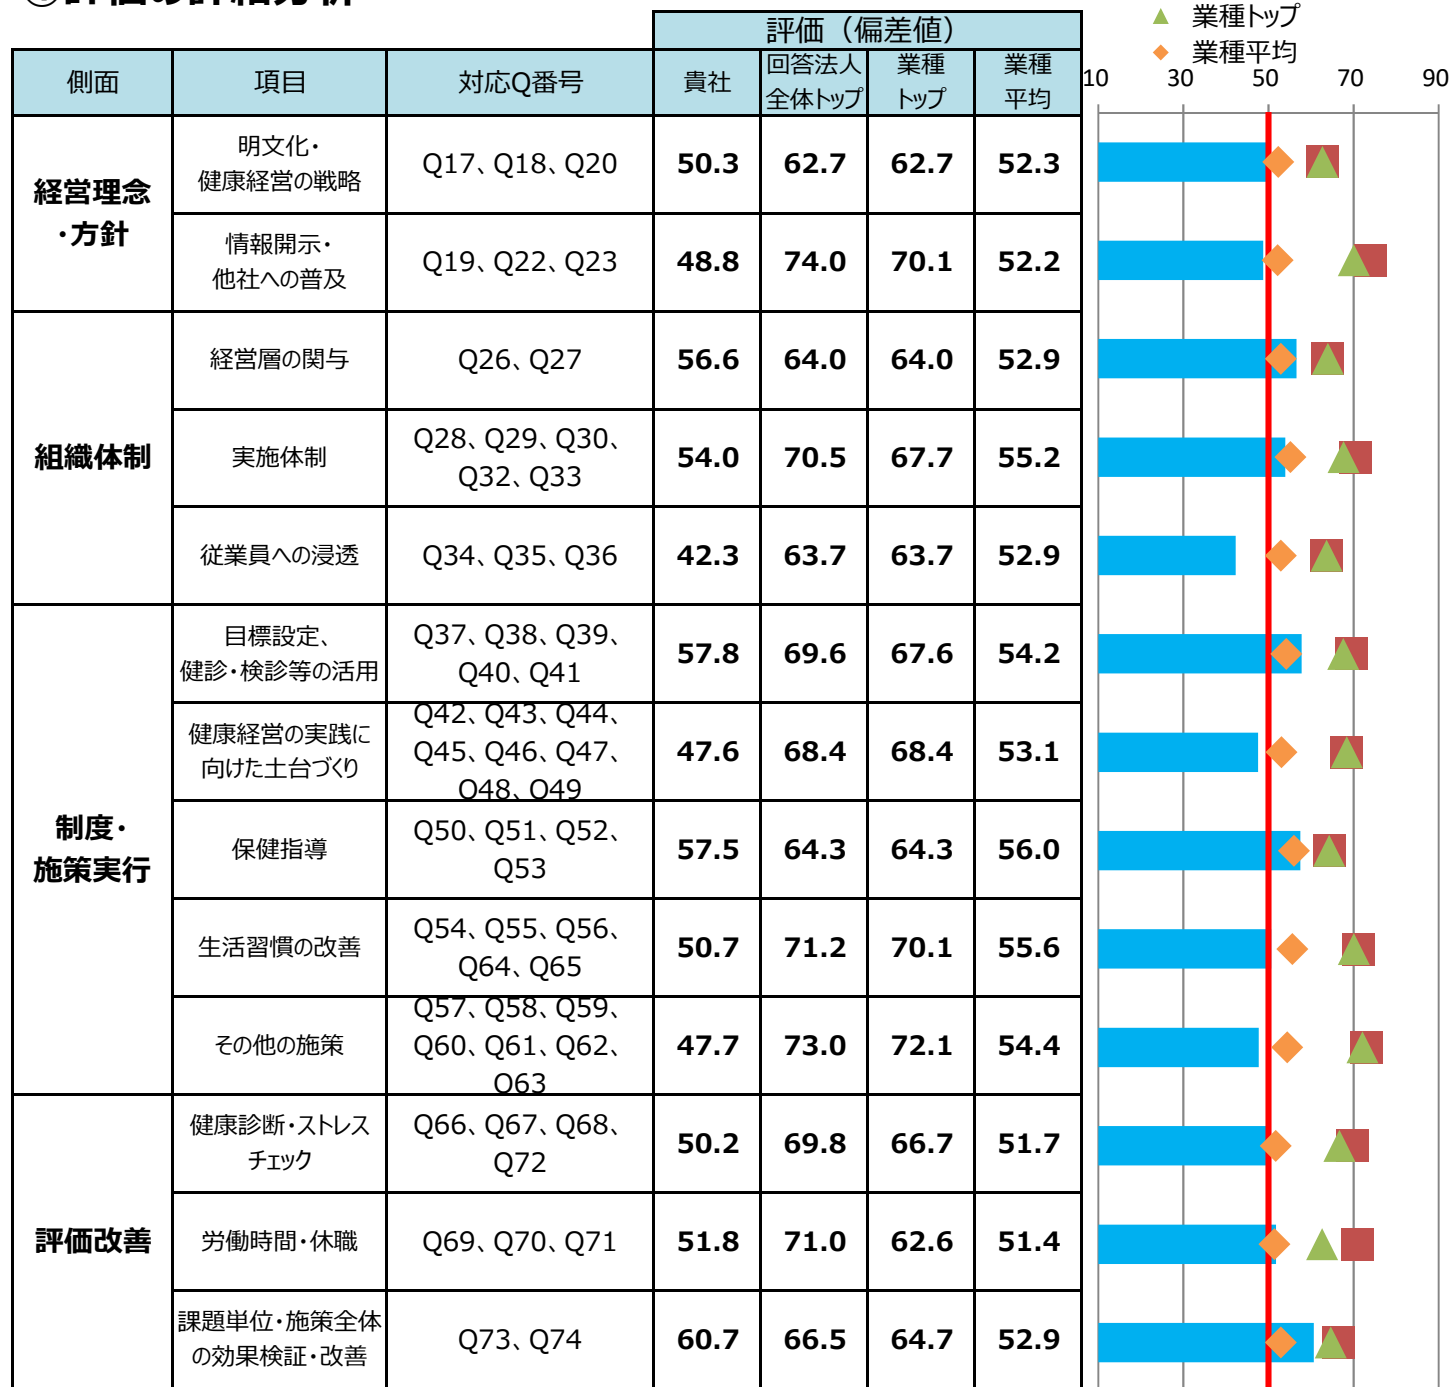 ①評価の詳細分析
▲ 業種トップ
◆ 業種平均
評価（偏差値）
側面 項目 対応Q番号 貴社 回答法人 業種 業種
全体トップ トップ 平均
10 30 50 70 90
経営理念
・方針
明文化・
健康経営の戦略
Q17、Q18、Q20 50.3 62.7 62.7 52.3
情報開示・
他社への普及
Q19、Q22、Q23 48.8 74.0 70.1 52.2
組織体制
経営層の関与 Q26、Q27 56.6 64.0 64.0 52.9
実施体制
Q28、Q29、Q30、
Q32、Q33
54.0 70.5 67.7 55.2
従業員への浸透 Q34、Q35、Q36 42.3 63.7 63.7 52.9
制度・
施策実行
目標設定、
健診・検診等の活用
Q37、Q38、Q39、
Q40、Q41
57.8 69.6 67.6 54.2
健康経営の実践に
向けた土台づくり
Q42、Q43、Q44、
Q45、Q46、Q47、
Q48、Q49
47.6 68.4 68.4 53.1
保健指導
Q50、Q51、Q52、
Q53
57.5 64.3 64.3 56.0
生活習慣の改善
Q54、Q55、Q56、
Q64、Q65
50.7 71.2 70.1 55.6
その他の施策
Q57、Q58、Q59、
Q60、Q61、Q62、
Q63
47.7 73.0 72.1 54.4
評価改善
健康診断・ストレス
チェック
Q66、Q67、Q68、
Q72
50.2 69.8 66.7 51.7
労働時間・休職 Q69、Q70、Q71 51.8 71.0 62.6 51.4
課題単位・施策全体
の効果検証・改善
Q73、Q74 60.7 66.5 64.7 52.9